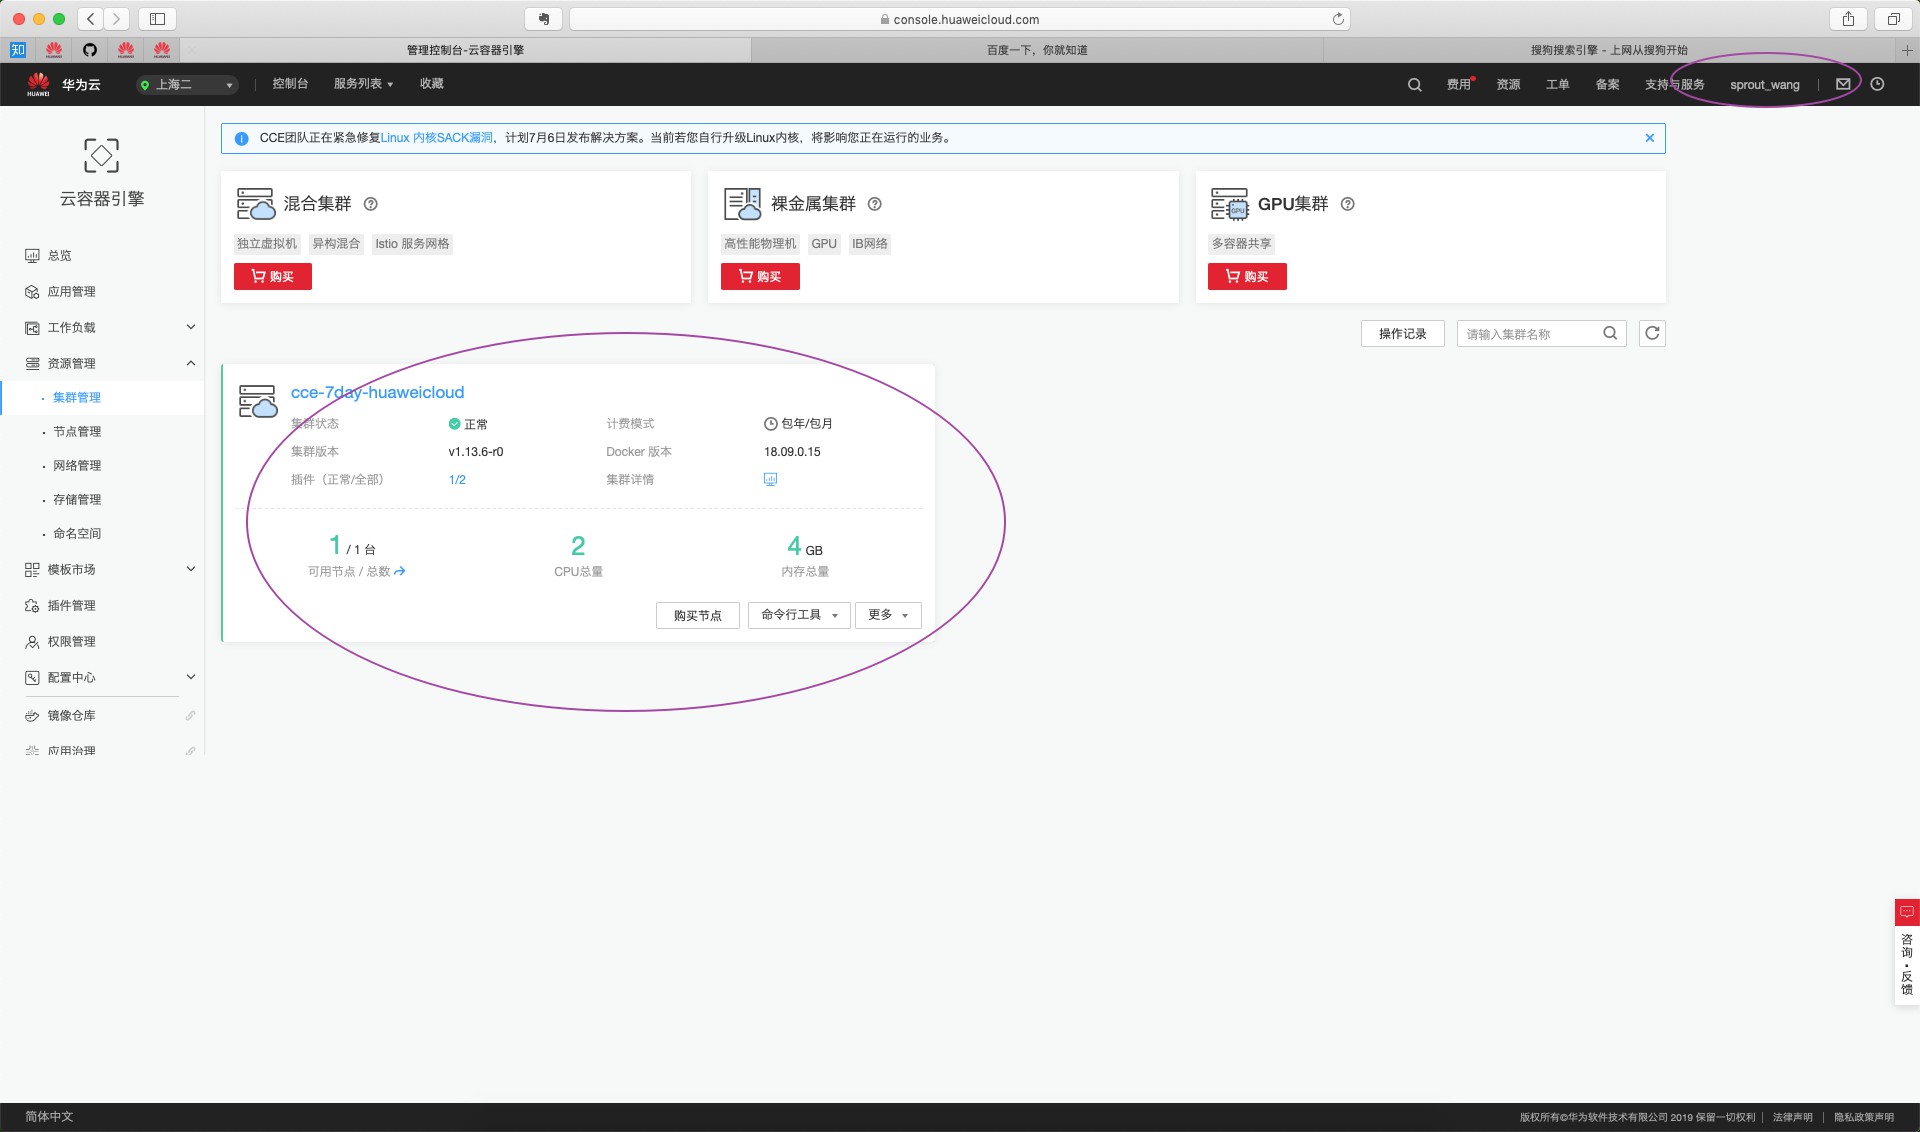 console.huaweicloud.com
知
管理控制台-云容器引擎
百度一下，你就知道
搜狗搜索引擎 - 上网从搜狗开始
HUAWEI
华为云
上海二
控制台
服务列表
收藏
费用
资源
工单
备案
支持与服务
sprout_wang
云容器引擎
总览
应用管理
工作负载
资源管理
集群管理
节点管理
网络管理
存储管理
命名空间
模板市场
插件管理
权限管理
配置中心
镜像仓库
应用治理
CCE团队正在紧急修复Linux 内核SACK漏洞，计划7月6日发布解决方案。当前若您自行升级Linux内核，将影响您正在运行的业务。
混合集群
独立虚拟机 异构混合 Istio 服务网格
购买
裸金属集群
高性能物理机 GPU IB网络
购买
GPU
GPU集群
多容器共享
购买
操作记录
请输入集群名称
cce-7day-huaweicloud
集群状态 正常 计费模式 包年/包月
集群版本 v1.13.6-r0 Docker 版本 18.09.0.15
插件（正常/全部） 1/2 集群详情
1 / 1 台
可用节点 / 总数
2
CPU总量
4 GB
内存总量
购买节点
命令行工具
更多
咨询·反馈
简体中文
版权所有©华为软件技术有限公司 2019 保留一切权利 | 法律声明 | 隐私政策声明